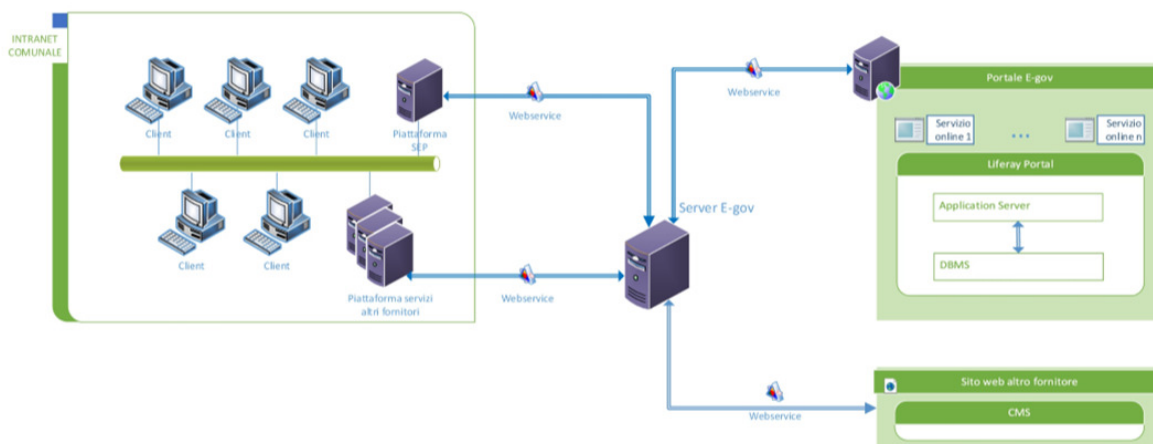 INTRANET
COMUNALE
Client
Client
Client
Piattaforma
SEP
Webservice
Client
Client
Piattaforma servizi
altri fornitori
Webservice
Server E-gov
Webservice
Portale E-gov
Servizio
online 1
...
Servizio
online n
Liferay Portal
Application Server
DBMS
Webservice
Sito web altro fornitore
CMS